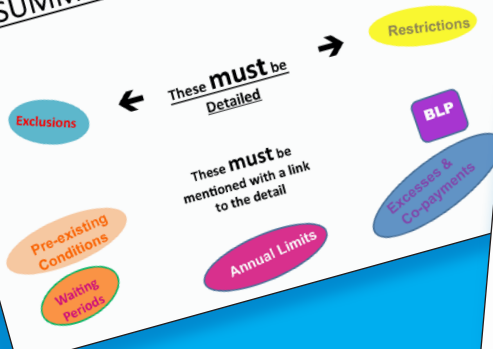 SUMM
Restrictions
These must be
Detailed
Exclusions
BLP
These must be
mentioned with a link
to the detail
Excesses &
Co-payments
Pre-existing
Conditions
Annual Limits
Waiting
Periods